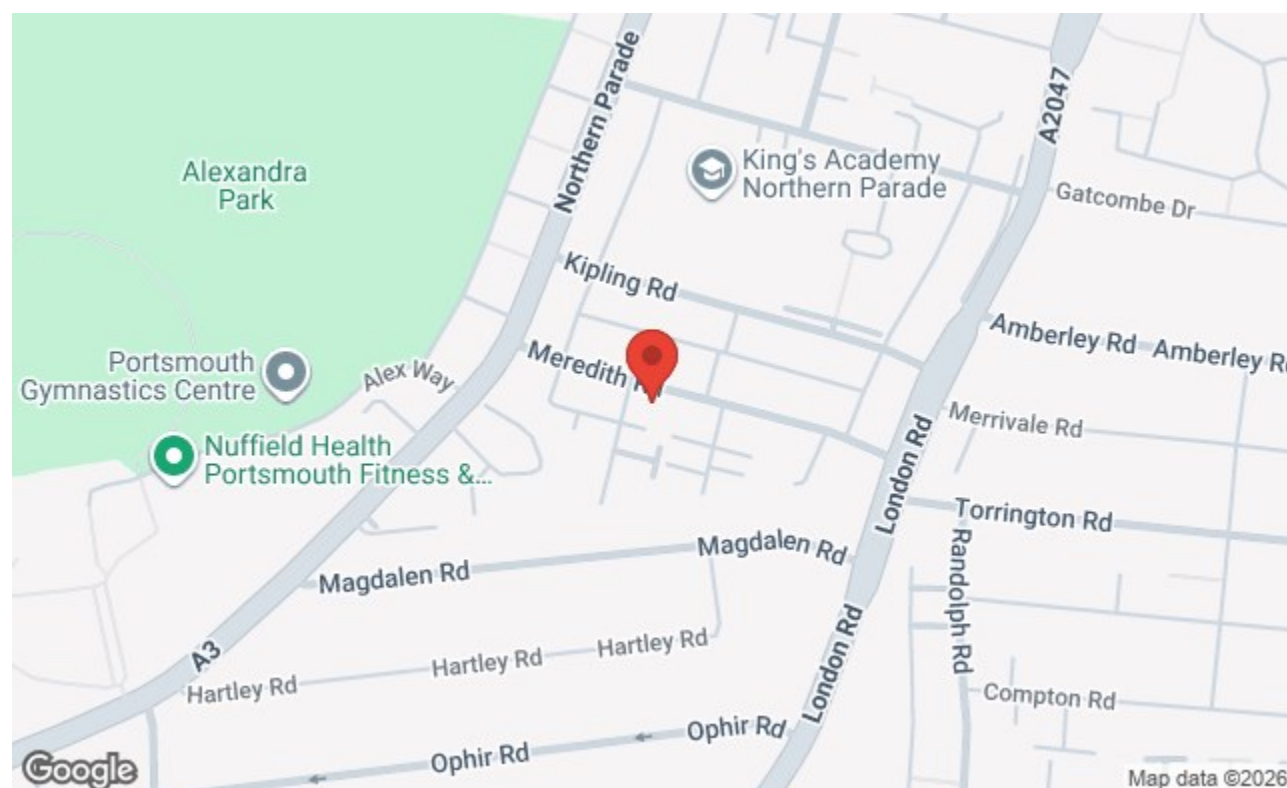 Northern Parade
A2047
Alexandra
Park
King's Academy
Northern Parade
Gatcombe Dr
Kipling Rd
Amberley Rd
Amberley Rd
Portsmouth
Gymnastics Centre
Alex Way
Meredith Rd
Merrivale Rd
Nuffield Health
Portsmouth Fitness &...
London Rd
Torrington Rd
Randolph Rd
Magdalen Rd
Magdalen Rd
A3
Hartley Rd
Hartley Rd
Hartley Rd
London Rd
Compton Rd
Ophir Rd
Ophir Rd
Google
Map data ©2026